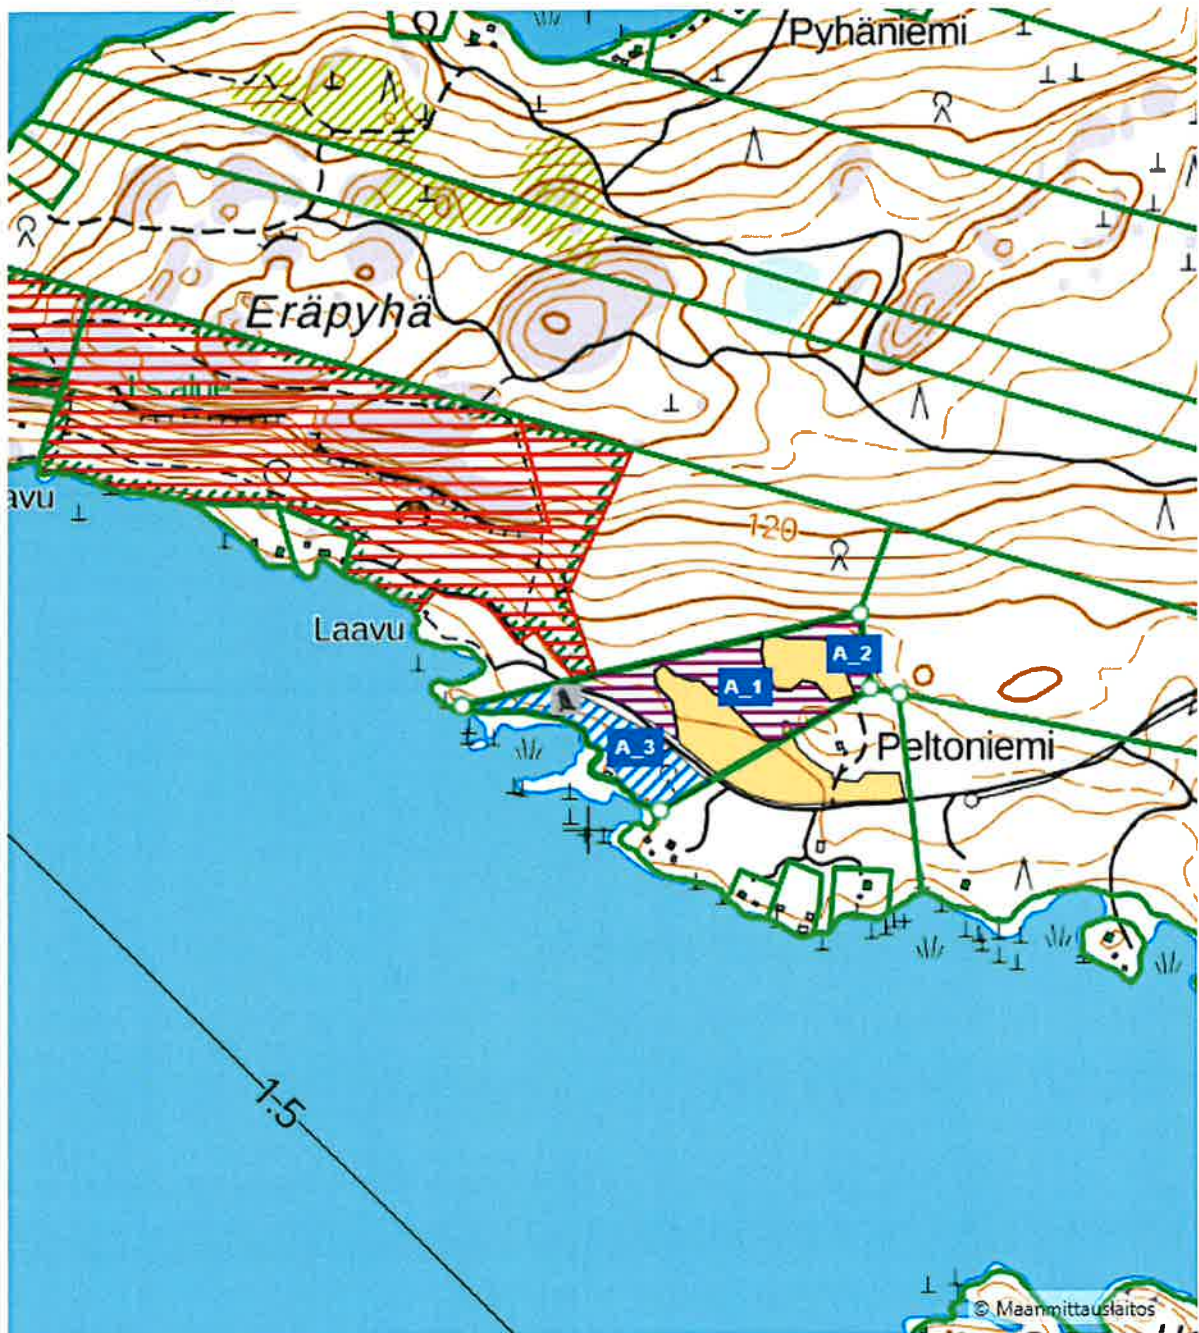 Pyhäniemi
Eräpyhä
avu
120
Laavu
A_2
A_1
A_3
Peltoniemi
1:5
© Maanmittauslaitos